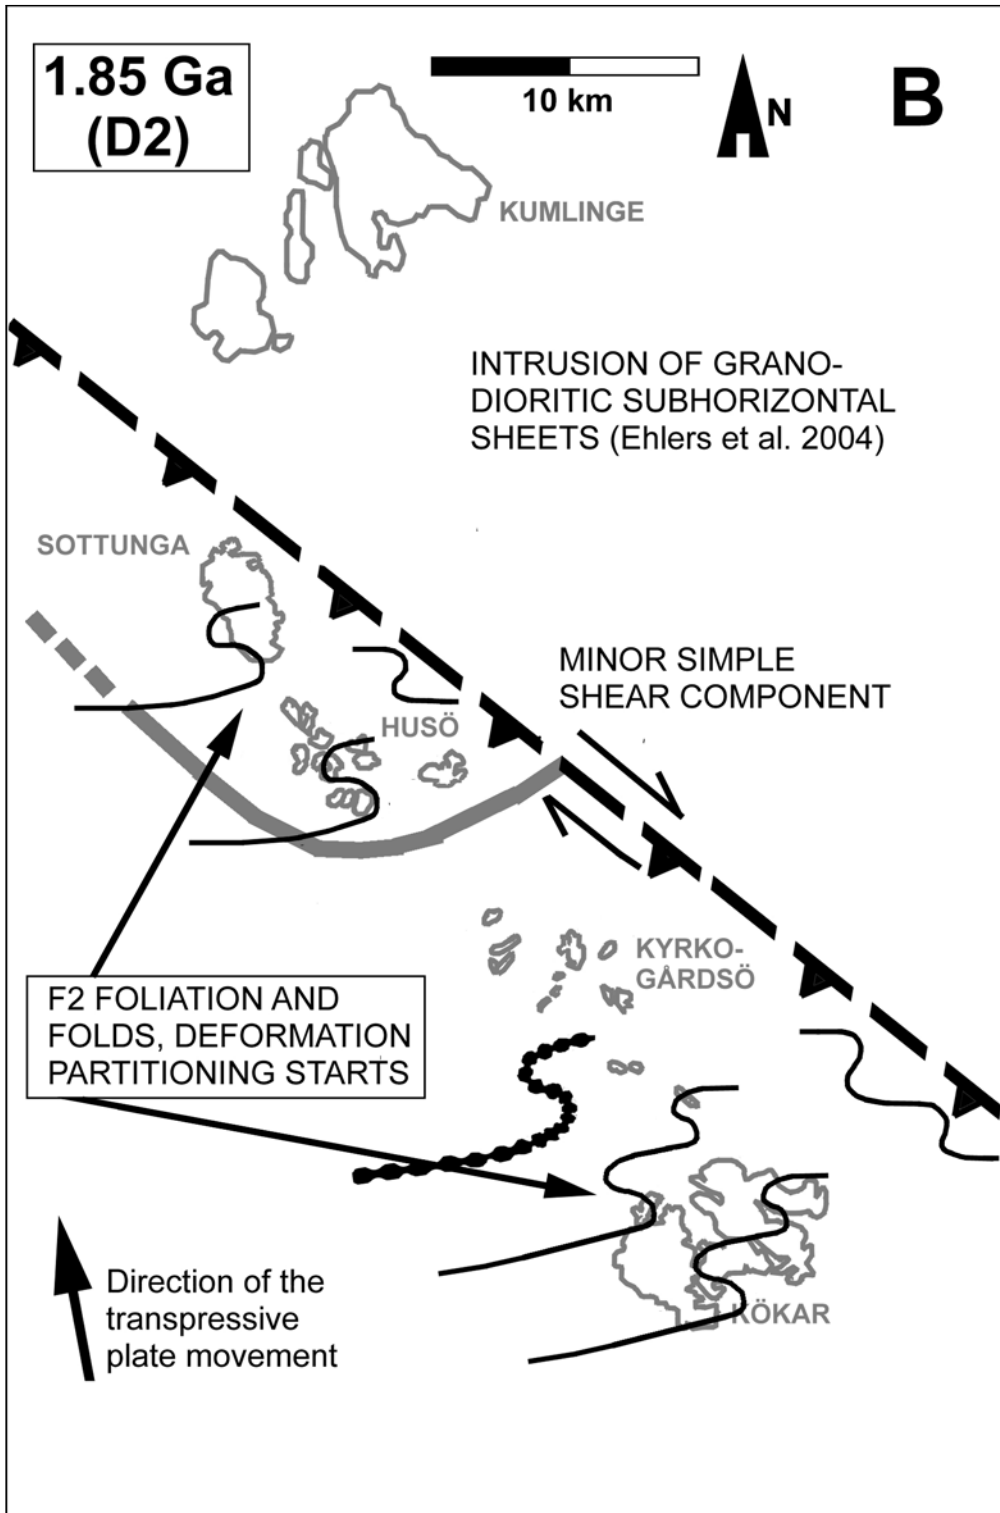 1.85 Ga
(D2)
10 km
N
B
KUMLINGE
INTRUSION OF GRANO-
DIORITIC SUBHORIZONTAL
SHEETS (Ehlers et al. 2004)
SOTTUNGA
MINOR SIMPLE
SHEAR COMPONENT
HUSÖ
KYRKO-
GÅRDSÖ
F2 FOLIATION AND
FOLDS, DEFORMATION
PARTITIONING STARTS
Direction of the
transpressive
plate movement
KÖKAR